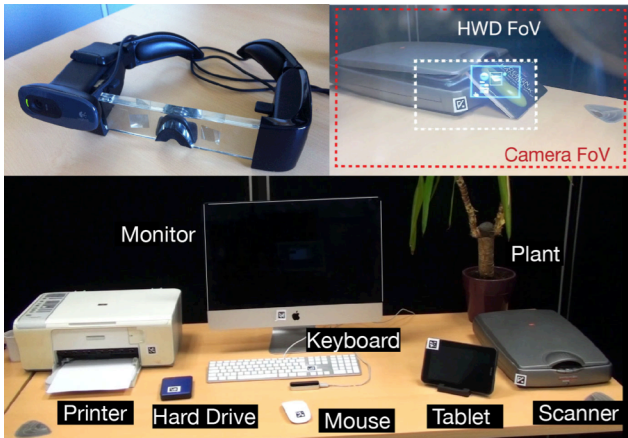 HWD FoV
Camera FoV
Monitor
Plant
Keyboard
Printer
Hard Drive
Mouse
Tablet
Scanner